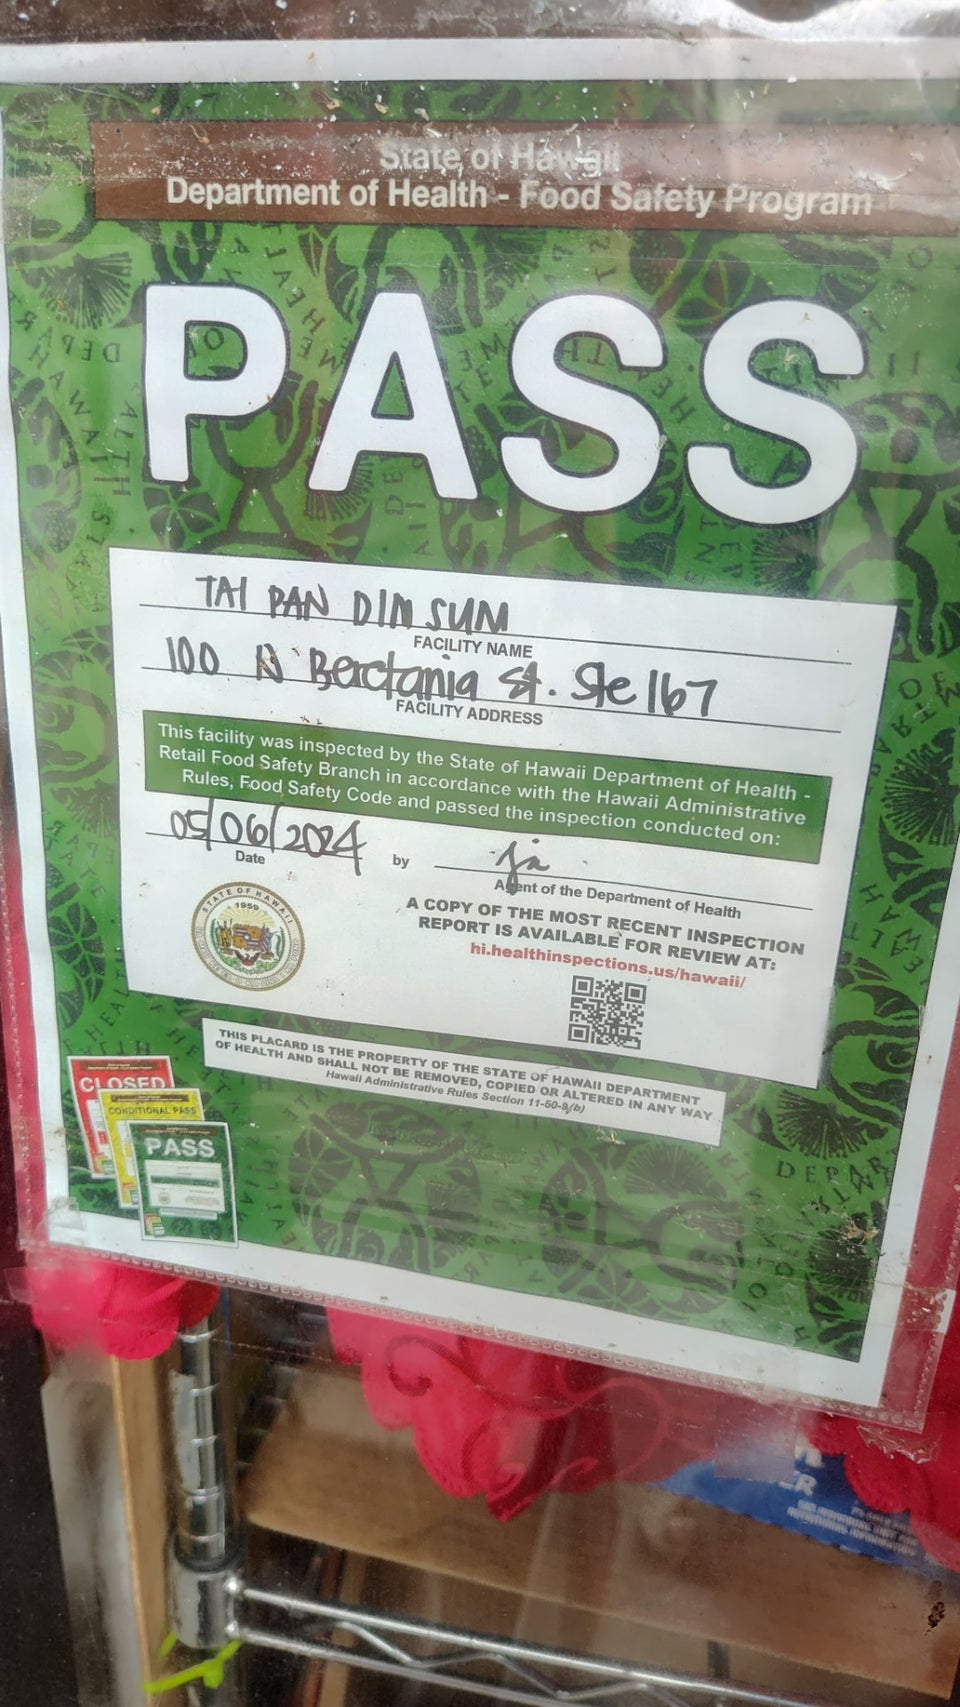 State of Hawaii
Department of Health - Food Safety Program
PASS
TAI PAN DIM SUM
FACILITY NAME
100 N Beretania St. Ste 167
FACILITY ADDRESS
This facility was inspected by the State of Hawaii Department of Health -
Retail Food Safety Branch in accordance with the Hawaii Administrative
Rules, Food Safety Code and passed the inspection conducted on:
05/06/2024
Date
by
Agent of the Department of Health
STATE OF HAWAII
1959
A COPY OF THE MOST RECENT INSPECTION
REPORT IS AVAILABLE FOR REVIEW AT:
hi.healthinspections.us/hawaii/
THIS PLACARD IS THE PROPERTY OF THE STATE OF HAWAII DEPARTMENT
OF HEALTH AND SHALL NOT BE REMOVED, COPIED OR ALTERED IN ANY WAY
Hawaii Administrative Rules Section 11-50-8(b)
CLOSED
CONDITIONAL PASS
PASS